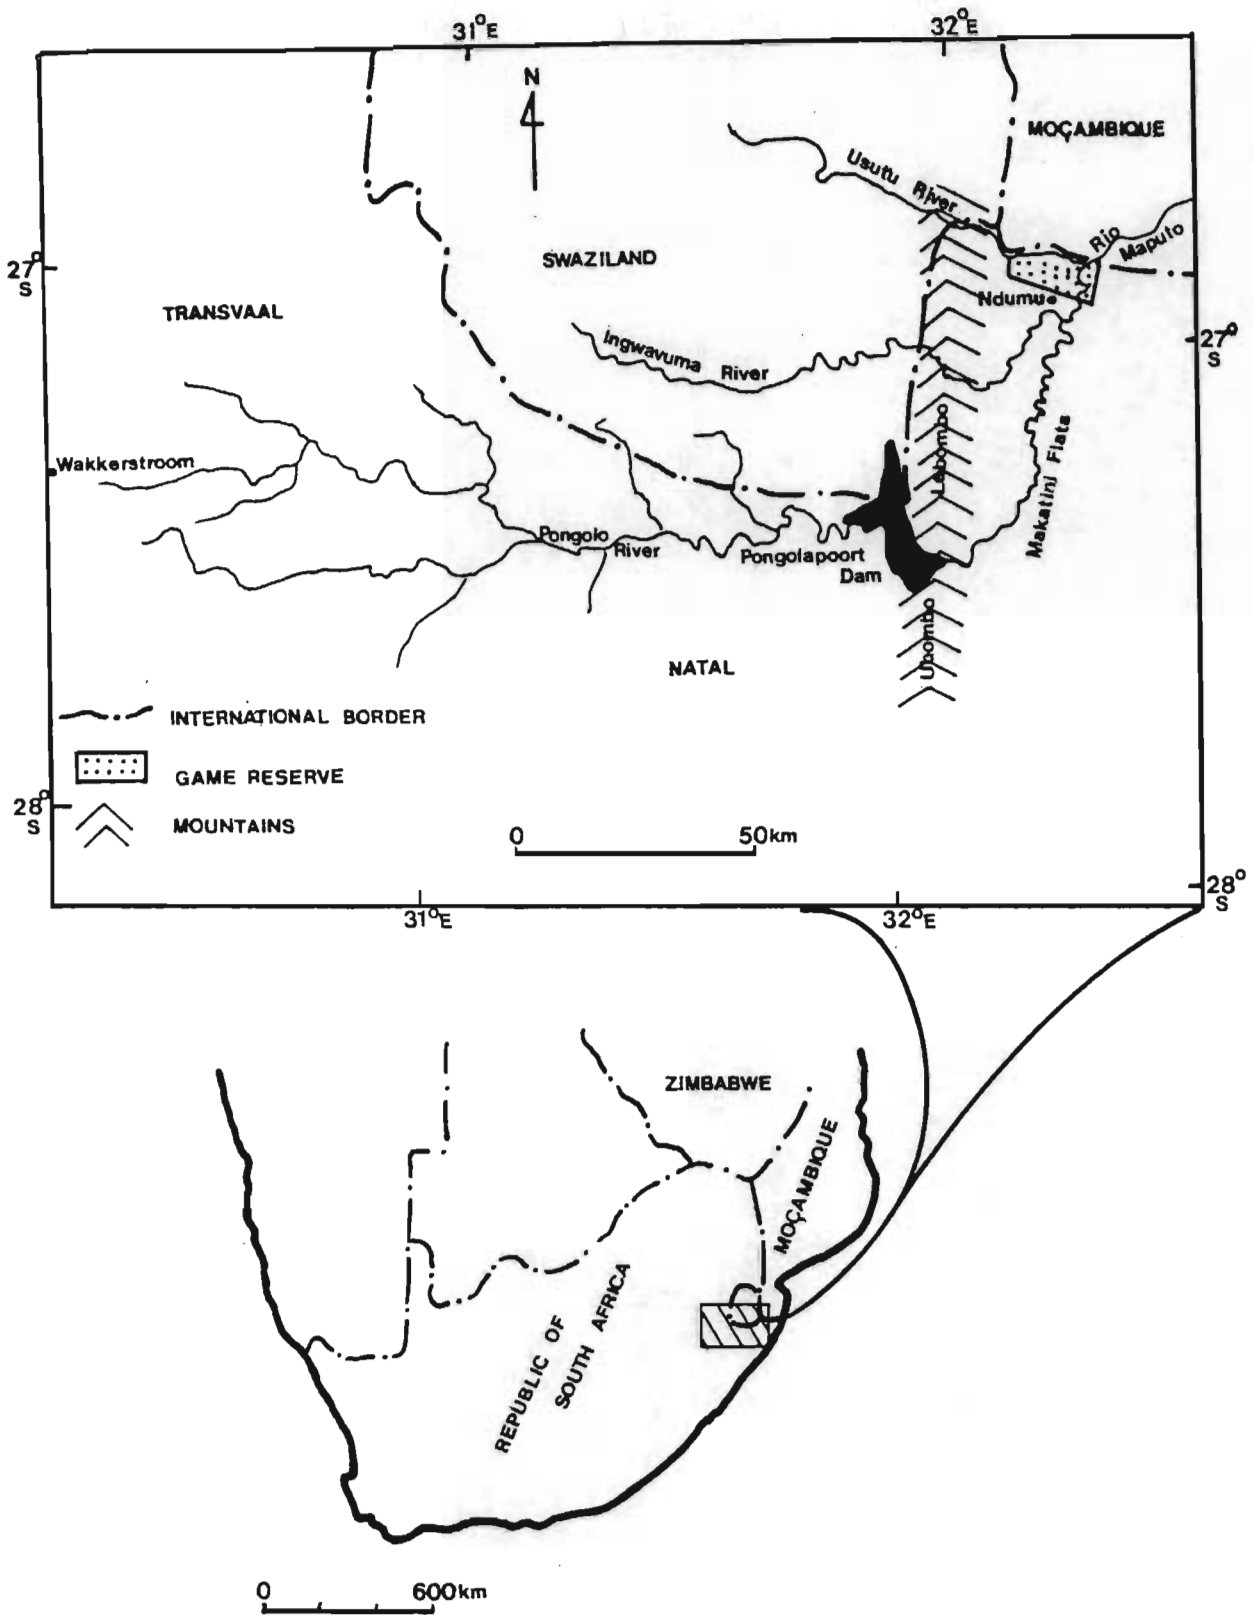 31°E
32°E
N
MOÇAMBIQUE
Usutu River
Rio
Maputo
27°
S
SWAZILAND
TRANSVAAL
Ndumu
27°
S
Ingwavuma River
Lebombo
Makatini Flats
Wakkerstroom
Pongolo
River
Pongolapoort
Dam
Ubombo
NATAL
INTERNATIONAL BORDER
GAME RESERVE
28°
S
MOUNTAINS
0 50km
28°
S
31°E
32°E
ZIMBABWE
MOÇAMBIQUE
REPUBLIC OF
SOUTH AFRICA
0 600km